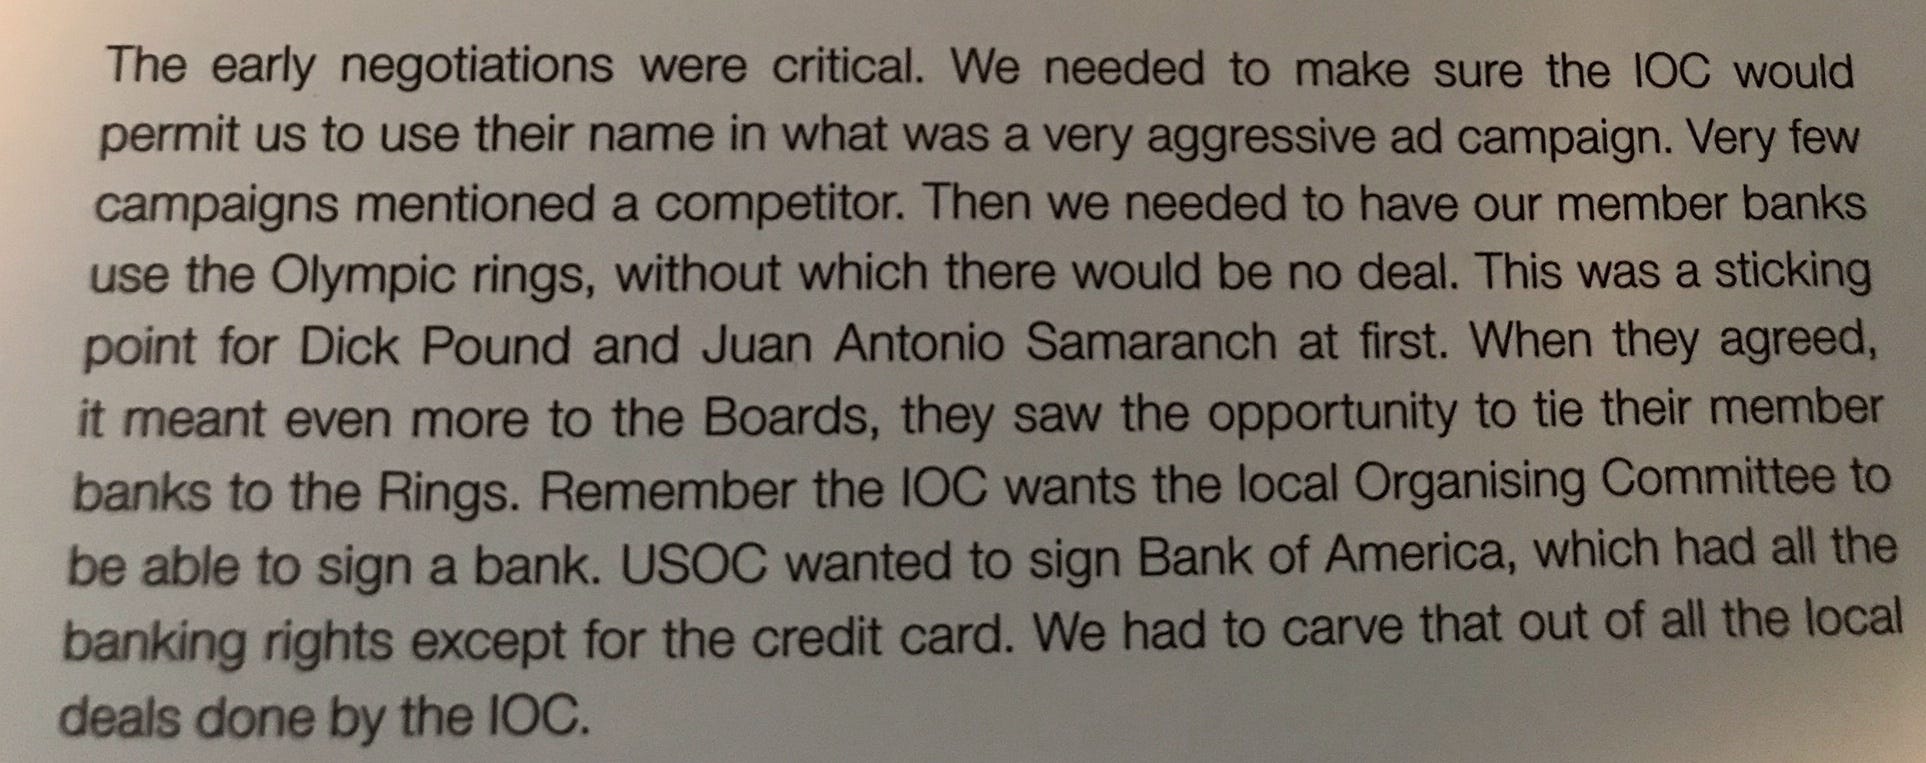 The early negotiations were critical. We needed to make sure the IOC would
permit us to use their name in what was a very aggressive ad campaign. Very few
campaigns mentioned a competitor. Then we needed to have our member banks
use the Olympic rings, without which there would be no deal. This was a sticking
point for Dick Pound and Juan Antonio Samaranch at first. When they agreed,
it meant even more to the Boards, they saw the opportunity to tie their member
banks to the Rings. Remember the IOC wants the local Organising Committee to
be able to sign a bank. USOC wanted to sign Bank of America, which had all the
banking rights except for the credit card. We had to carve that out of all the local
deals done by the IOC.